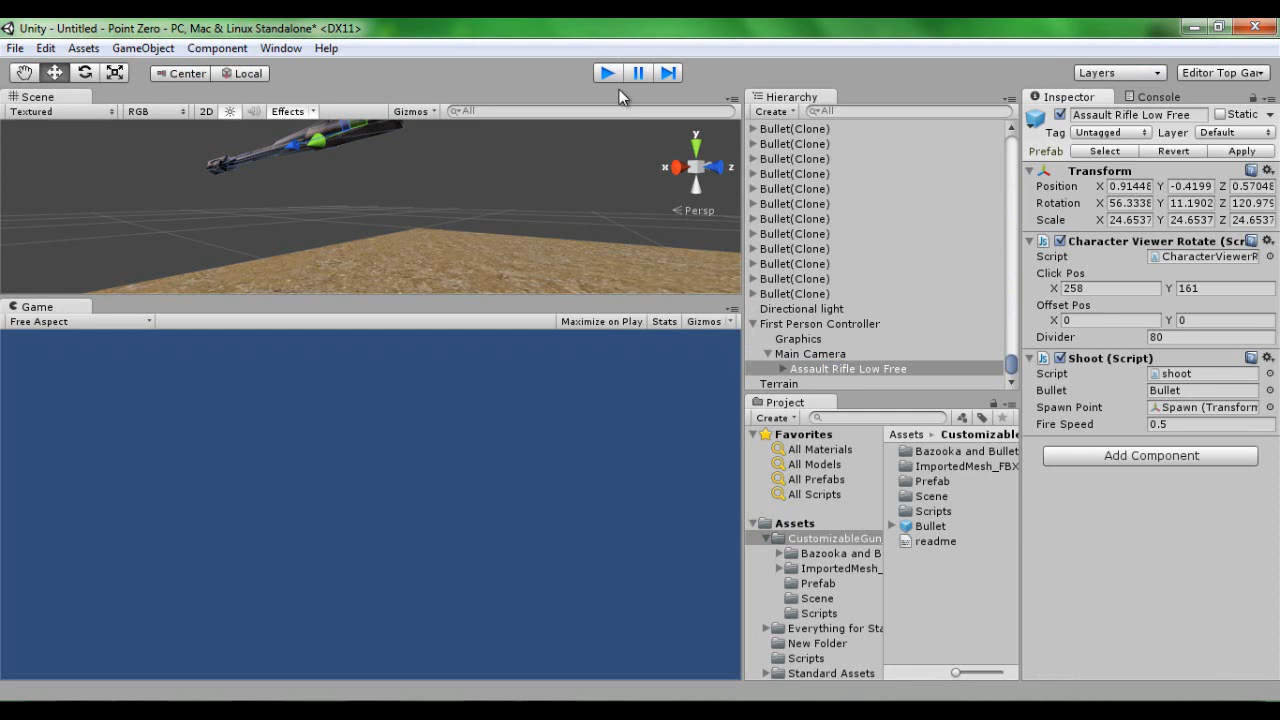 Unity - Untitled - Point Zero - PC, Mac & Linux Standalone* <DX11>
File Edit Assets GameObject Component Window Help
Center Local Layers Editor Top Gar
Scene
Textured RGB 2D Effects Gizmos All
y
x z
Persp
Game
Free Aspect Maximize on Play Stats Gizmos
Hierarchy
Create All
Bullet(Clone)
Bullet(Clone)
Bullet(Clone)
Bullet(Clone)
Bullet(Clone)
Bullet(Clone)
Bullet(Clone)
Bullet(Clone)
Bullet(Clone)
Bullet(Clone)
Bullet(Clone)
Bullet(Clone)
Directional light
First Person Controller
Graphics
Main Camera
Assault Rifle Low Free
Terrain
Project
Create
Favorites
All Materials
All Models
All Prefabs
All Scripts
Assets
CustomizableGun
Bazooka and B
ImportedMesh_
Prefab
Scene
Scripts
Everything for Sta
New Folder
Scripts
Standard Assets
Assets Customizable
Bazooka and Bullet
ImportedMesh_FBX
Prefab
Scene
Scripts
Bullet
readme
Inspector Console
Assault Rifle Low Free Static
Tag Untagged Layer Default
Prefab Select Revert Apply
Transform
Position X 0.91448 Y -0.4199 Z 0.57048
Rotation X 56.3338 Y 11.1902 Z 120.979
Scale X 24.6537 Y 24.6537 Z 24.6537
Character Viewer Rotate (Scr
Script CharacterViewerR
Click Pos
X 258 Y 161
Offset Pos
X 0 Y 0
Divider 80
Shoot (Script)
Script shoot
Bullet Bullet
Spawn Point Spawn (Transform
Fire Speed 0.5
Add Component